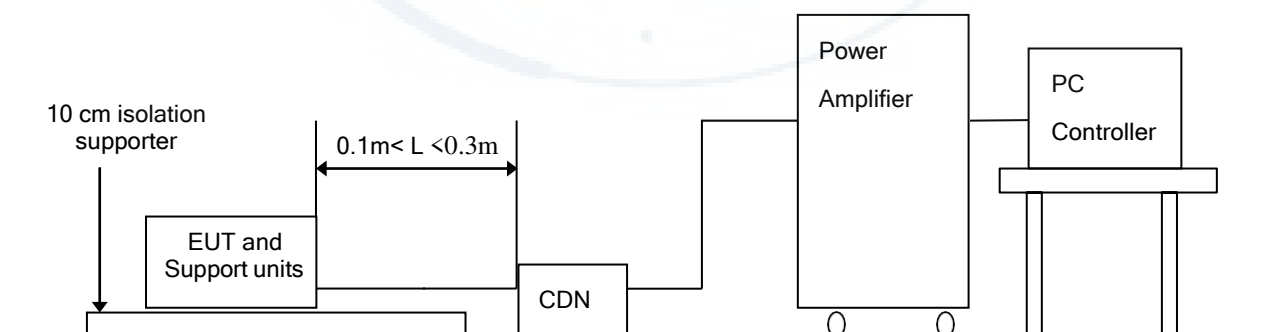 Power
Amplifier
PC
Controller
10 cm isolation
supporter
0.1m< L <0.3m
EUT and
Support units
CDN